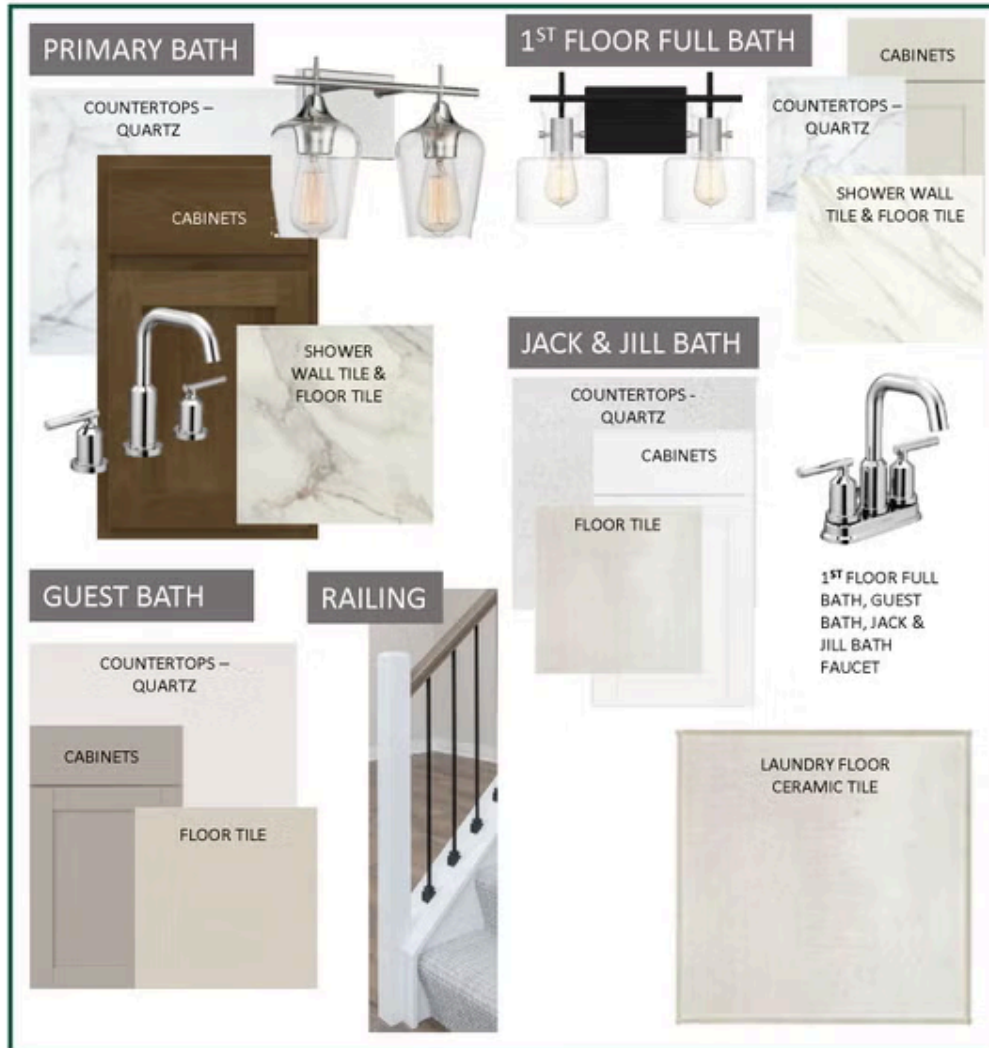 PRIMARY BATH
COUNTERTOPS –
QUARTZ
CABINETS
SHOWER
WALL TILE &
FLOOR TILE
1ST FLOOR FULL BATH
CABINETS
COUNTERTOPS –
QUARTZ
SHOWER WALL
TILE & FLOOR TILE
JACK & JILL BATH
COUNTERTOPS -
QUARTZ
CABINETS
FLOOR TILE
1ST FLOOR FULL
BATH, GUEST
BATH, JACK &
JILL BATH
FAUCET
GUEST BATH
COUNTERTOPS –
QUARTZ
CABINETS
FLOOR TILE
RAILING
LAUNDRY FLOOR
CERAMIC TILE